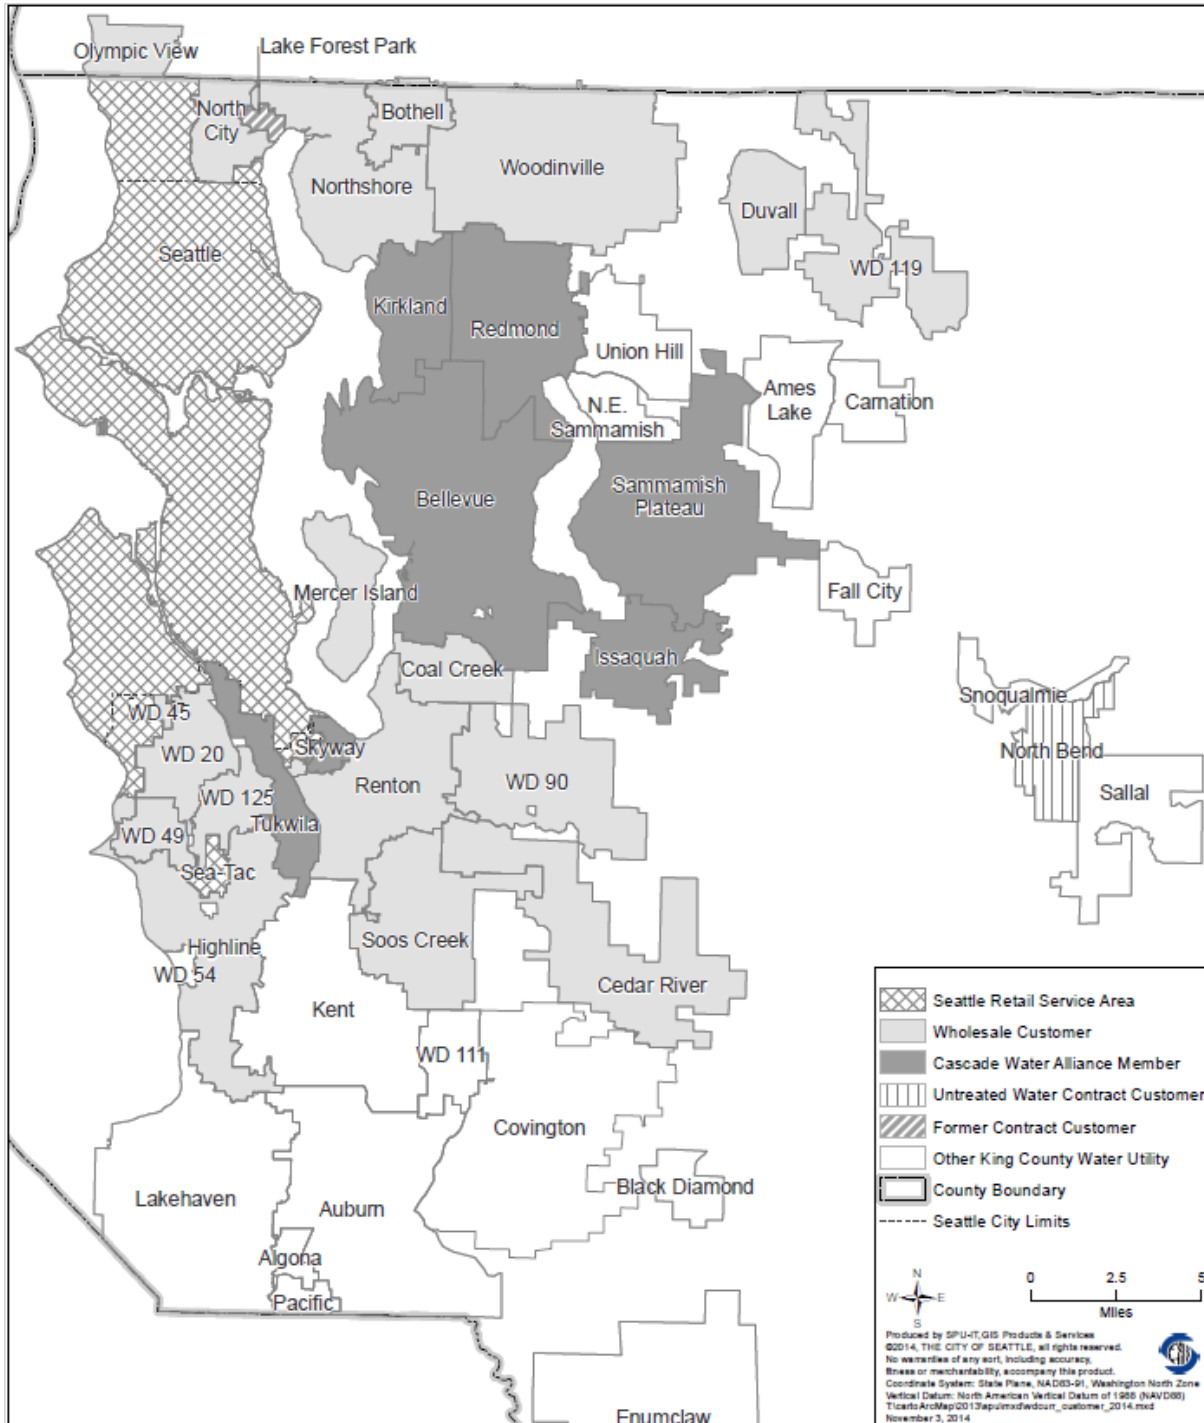 Olympic View
Lake Forest Park
North
City
Bothell
Woodinville
Northshore
Duvall
Seattle
WD 119
Kirkland
Redmond
Union Hill
Ames
Lake
Carnation
N.E.
Sammamish
Bellevue
Sammamish
Plateau
Mercer Island
Fall City
Coal Creek
Issaquah
Snoqualmie
WD 45
Skyway
North Bend
WD 20
Renton
WD 90
Sallal
WD 125
Tukwila
WD 49
Sea-Tac
Highline
Soos Creek
WD 54
Cedar River
Kent
WD 111
Covington
Black Diamond
Lakehaven
Auburn
Algona
Pacific
Enumclaw
Seattle Retail Service Area
Wholesale Customer
Cascade Water Alliance Member
Untreated Water Contract Customer
Former Contract Customer
Other King County Water Utility
County Boundary
Seattle City Limits
N
W E
S
0 2.5 5
Miles
Produced by SPU-IT, GIS Products & Services
©2014, THE CITY OF SEATTLE, all rights reserved.
No warranties of any sort, including accuracy,
fitness or merchantability, accompany this product.
Coordinate System: State Plane, NAD83-91, Washington North Zone
Vertical Datum: North American Vertical Datum of 1988 (NAVD88)
November 3, 2014